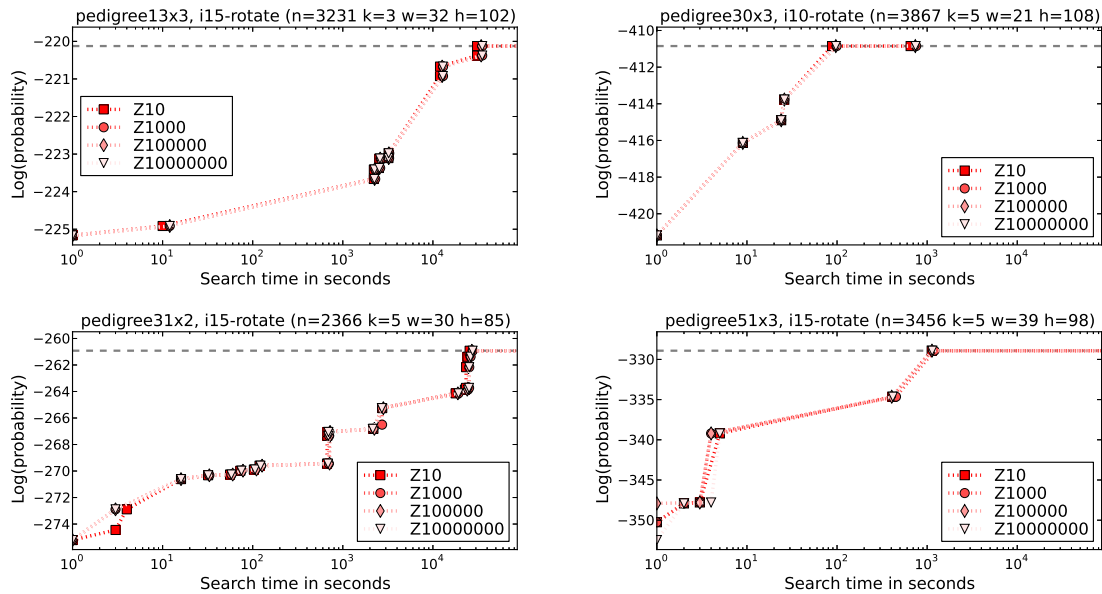 pedigree13x3, i15-rotate (n=3231 k=3 w=32 h=102)
−220
−221
−222
−223
−224
−225
Log(probability)
Z10
Z1000
Z100000
Z10000000
10^0 10^1 10^2 10^3 10^4
Search time in seconds
pedigree30x3, i10-rotate (n=3867 k=5 w=21 h=108)
−410
−412
−414
−416
−418
−420
Log(probability)
Z10
Z1000
Z100000
Z10000000
10^0 10^1 10^2 10^3 10^4
Search time in seconds
pedigree31x2, i15-rotate (n=2366 k=5 w=30 h=85)
−260
−262
−264
−266
−268
−270
−272
−274
Log(probability)
Z10
Z1000
Z100000
Z10000000
10^0 10^1 10^2 10^3 10^4
Search time in seconds
pedigree51x3, i15-rotate (n=3456 k=5 w=39 h=98)
−330
−335
−340
−345
−350
Log(probability)
Z10
Z1000
Z100000
Z10000000
10^0 10^1 10^2 10^3 10^4
Search time in seconds